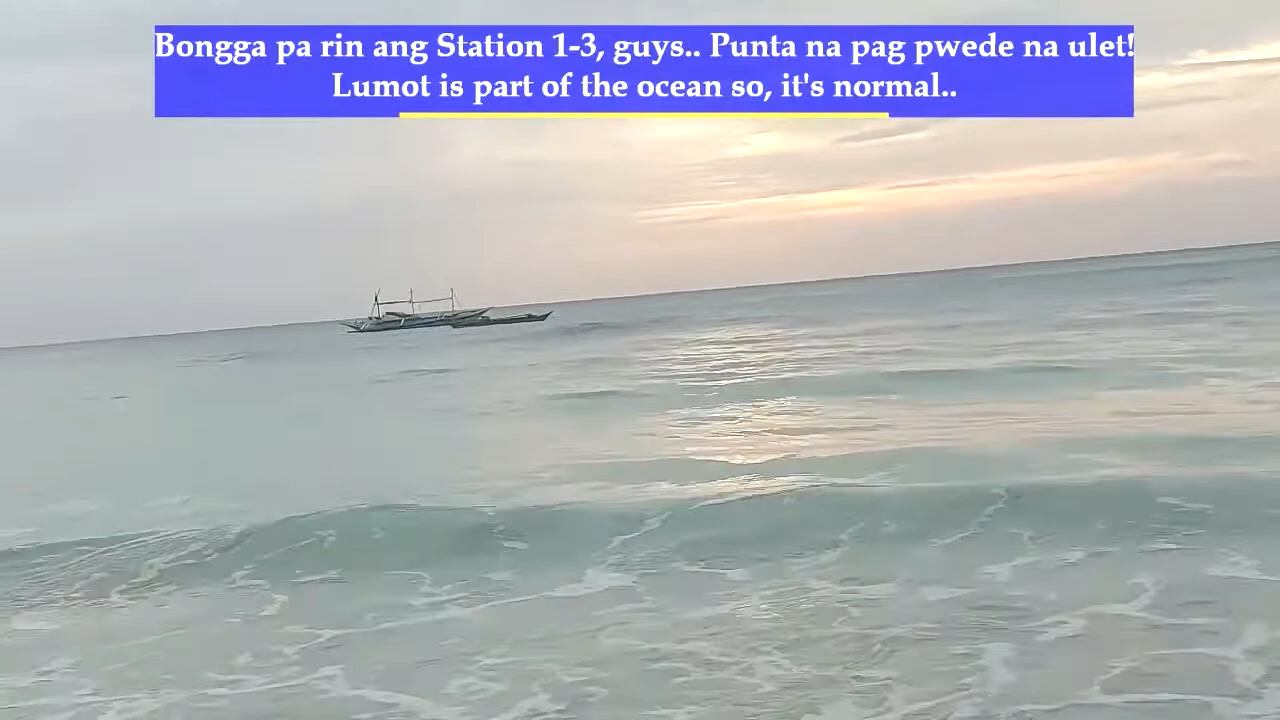 Bongga pa rin ang Station 1-3, guys.. Punta na pag pwede na ulet!
Lumot is part of the ocean so, it's normal..